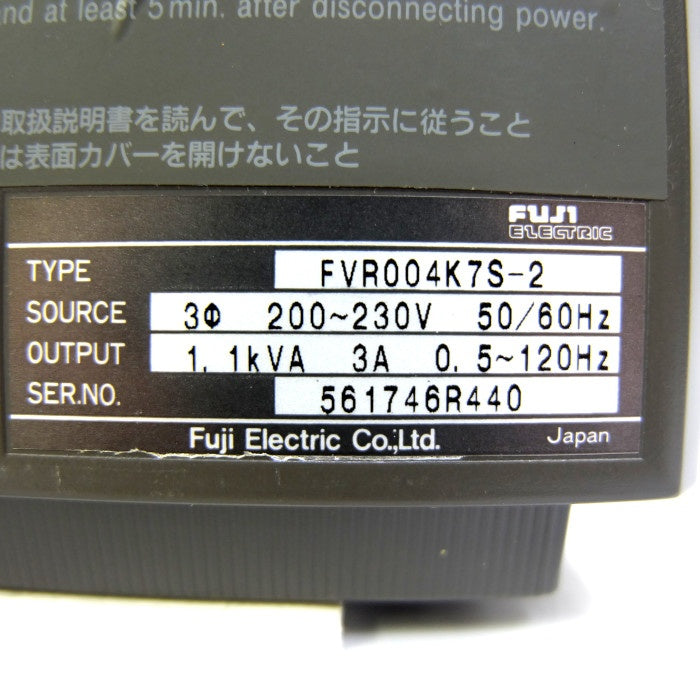 and at least 5min. after disconnecting power.
取扱説明書を読んで、その指示に従うこと
は表面カバーを開けないこと
FUJI
ELECTRIC
TYPE FVR004K7S-2
SOURCE 3Φ 200~230V 50/60Hz
OUTPUT 1.1kVA 3A 0.5~120Hz
SER.NO. 561746R440
Fuji Electric Co.,Ltd. Japan